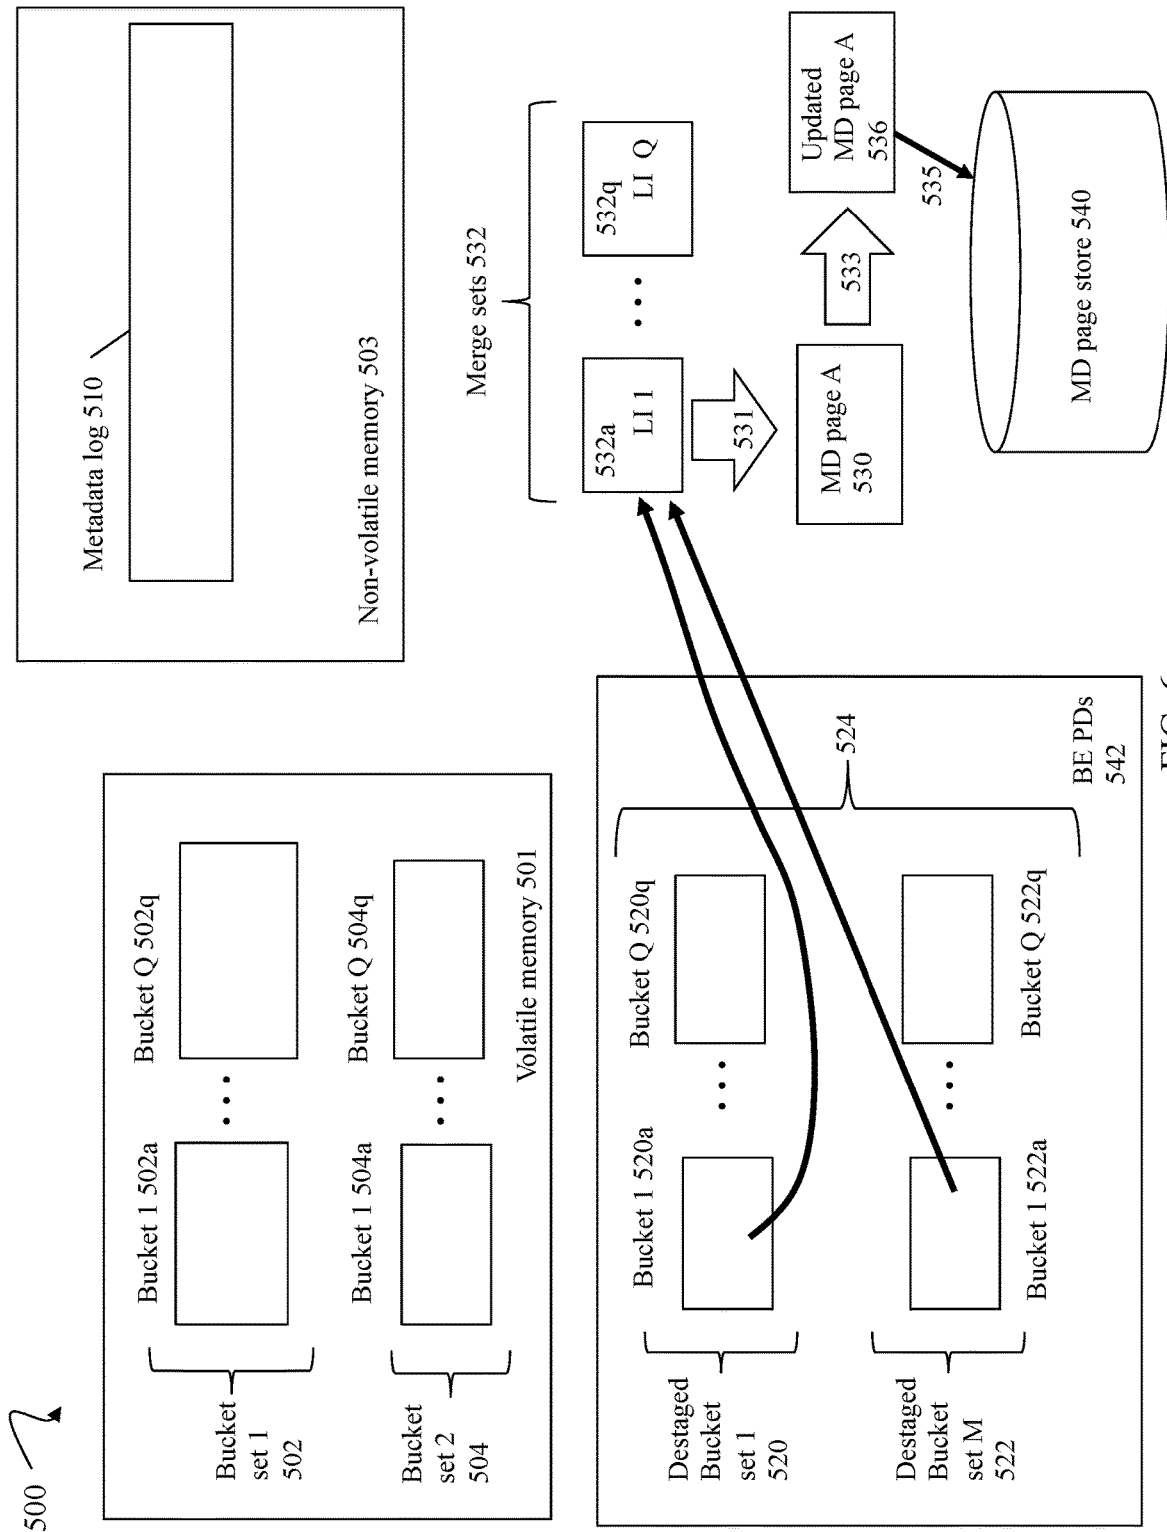 500
Bucket
set 1
502
Bucket 1 502a
Bucket Q 502q
Bucket
set 2
504
Bucket 1 504a
Bucket Q 504q
Volatile memory 501
Metadata log 510
Non-volatile memory 503
Destaged
Bucket
set 1
520
Bucket 1 520a
Bucket Q 520q
Destaged
Bucket
set M
522
Bucket 1 522a
Bucket Q 522q
524
BE PDs
542
Merge sets 532
532a
LI 1
532q
LI Q
531
MD page A
530
533
Updated
MD page A
536
535
MD page store 540